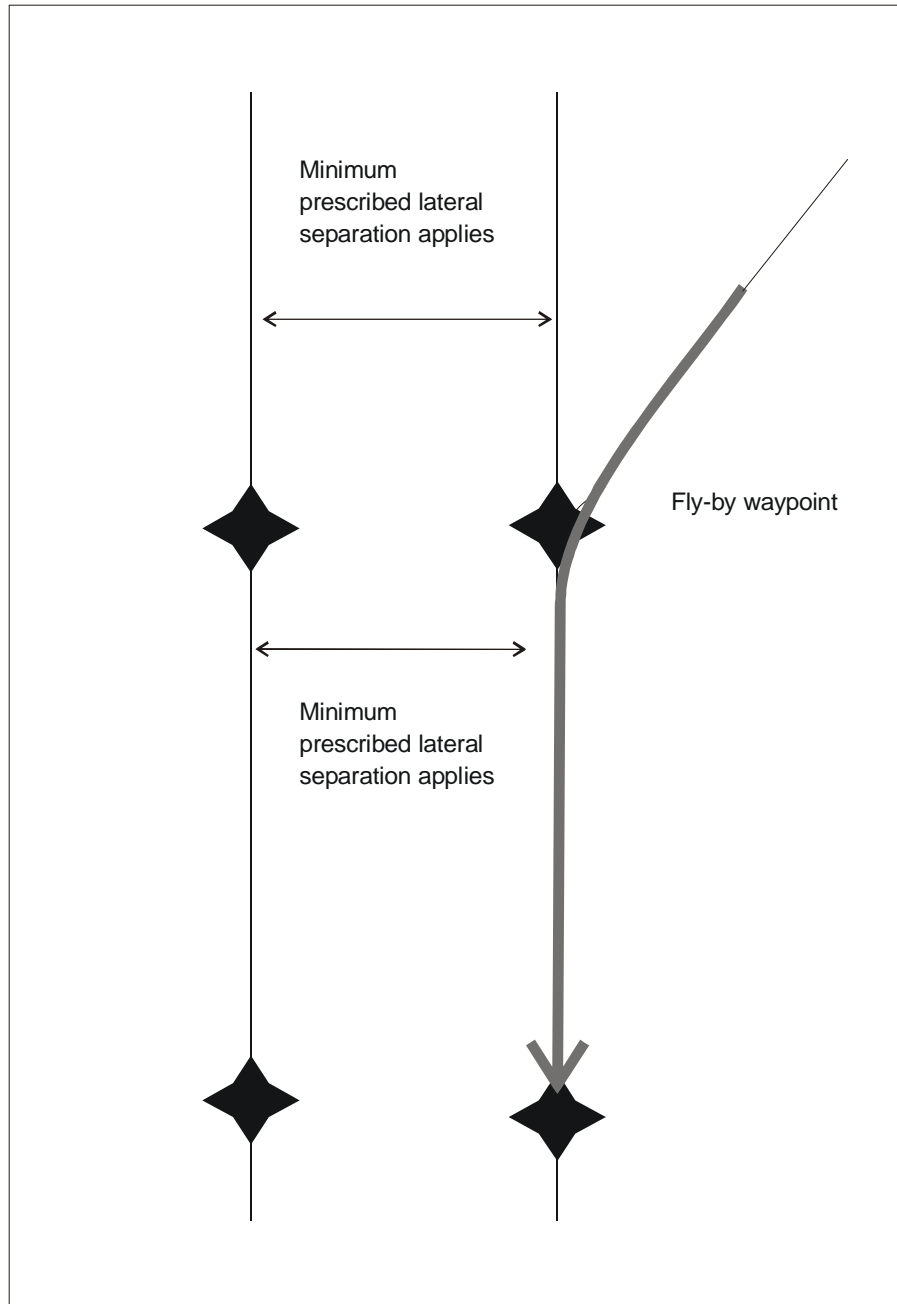 Minimum
prescribed lateral
separation applies
Fly-by waypoint
Minimum
prescribed lateral
separation applies